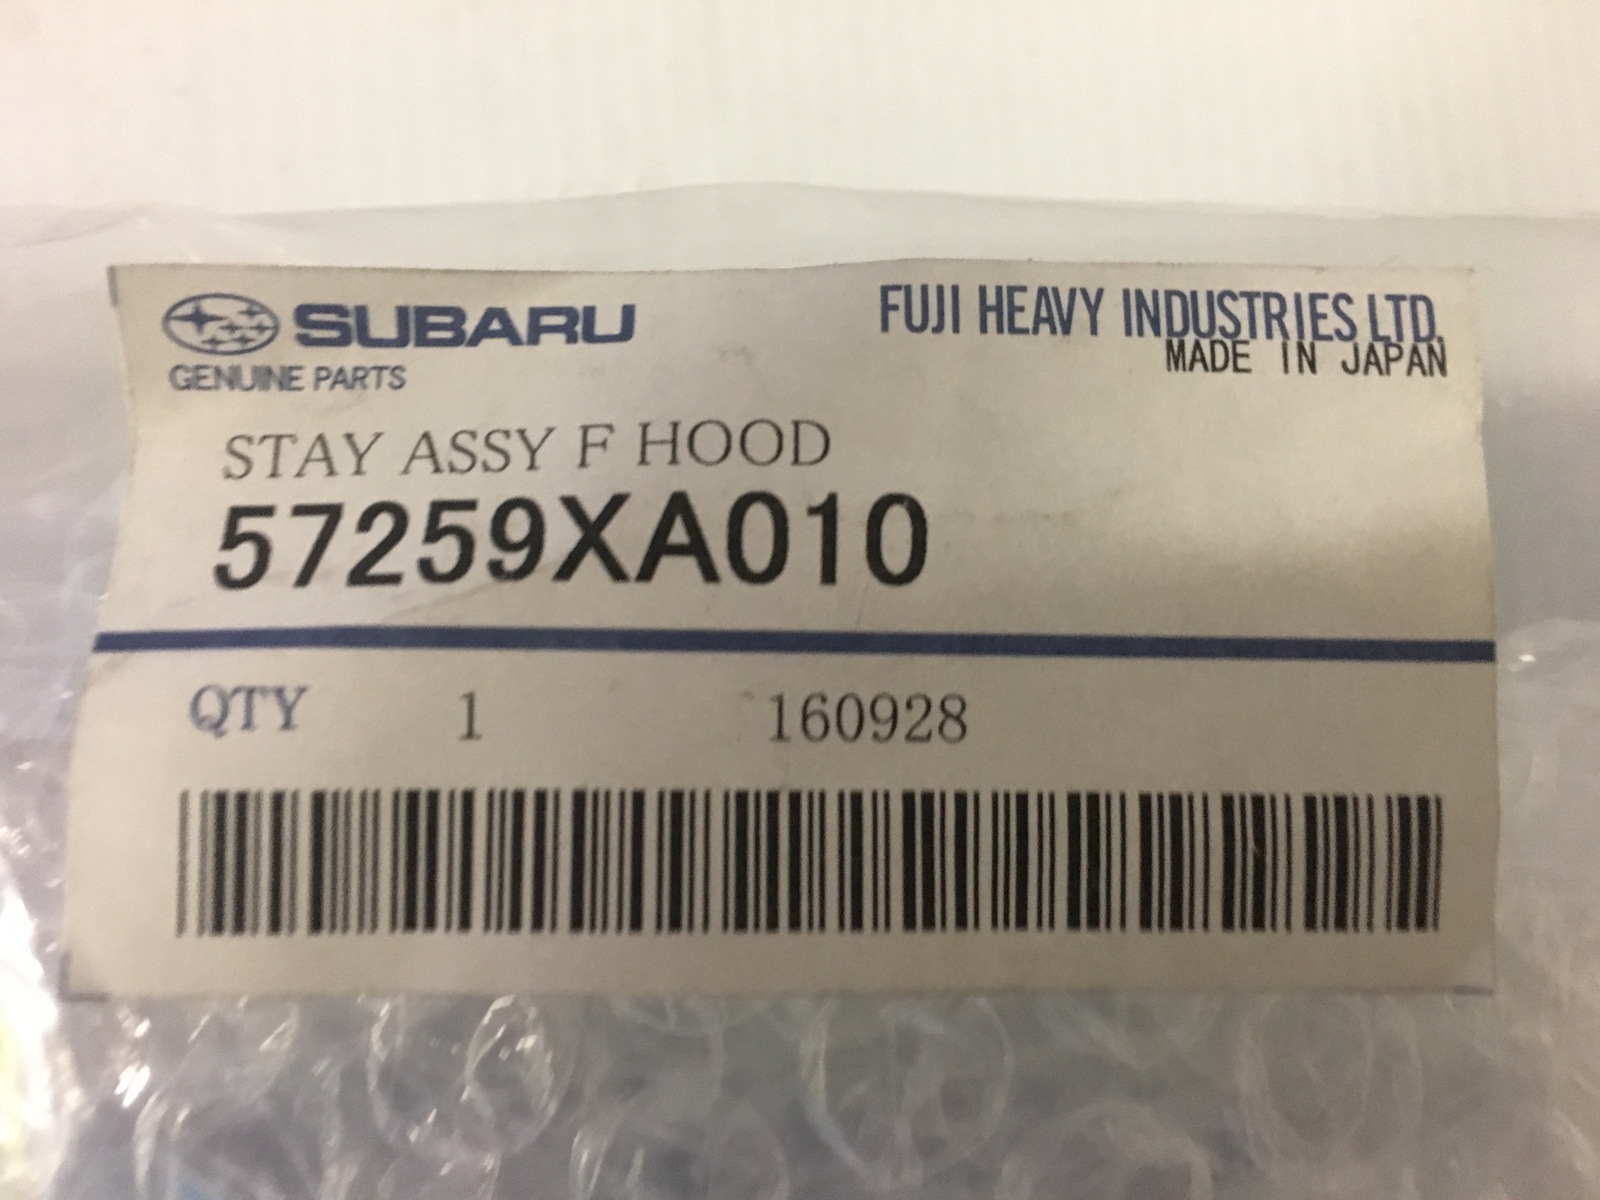 SUBARU
FUJI HEAVY INDUSTRIES LTD.
MADE IN JAPAN
GENUINE PARTS
STAY ASSY F HOOD
57259XA010
QTY 1 160928